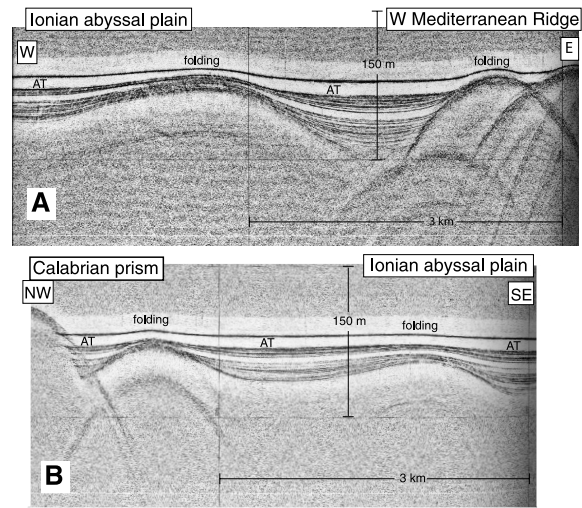 Ionian abyssal plain
W Mediterranean Ridge
W
E
folding
folding
150 m
AT
AT
A
3 km
Calabrian prism
Ionian abyssal plain
NW
SE
folding
150 m
folding
AT
AT
AT
B
3 km